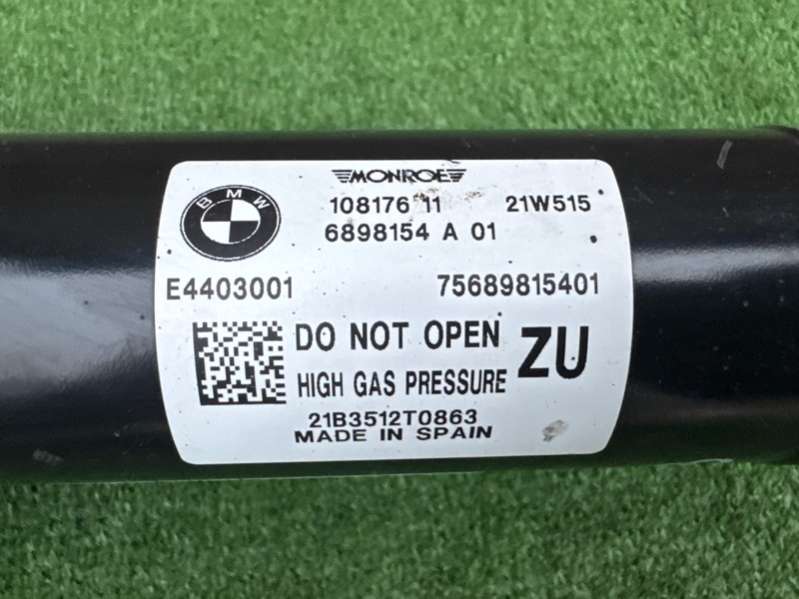 MONROE
BMW
108176 11 21W515
6898154 A 01
E4403001 75689815401
DO NOT OPEN
ZU
HIGH GAS PRESSURE
21B3512T0863
MADE IN SPAIN